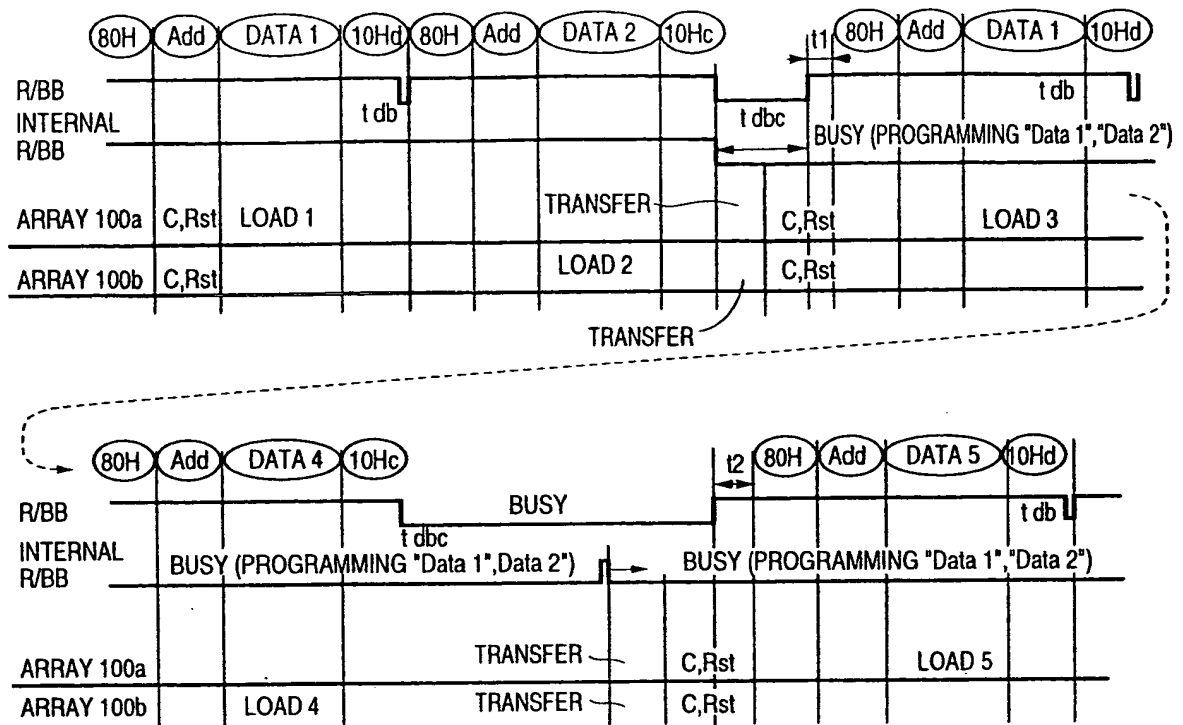 80H Add DATA 1 10Hd 80H Add DATA 2 10Hc t1 80H Add DATA 1 10Hd
R/BB
t db
t dbc
t db
INTERNAL
R/BB
BUSY (PROGRAMMING "Data 1","Data 2")
ARRAY 100a C,Rst LOAD 1 TRANSFER C,Rst LOAD 3
ARRAY 100b C,Rst LOAD 2 C,Rst
TRANSFER
80H Add DATA 4 10Hc t2 80H Add DATA 5 10Hd
R/BB
BUSY
t dbc
t db
INTERNAL
R/BB
BUSY (PROGRAMMING "Data 1",Data 2")
BUSY (PROGRAMMING "Data 1","Data 2")
ARRAY 100a TRANSFER C,Rst LOAD 5
ARRAY 100b LOAD 4 TRANSFER C,Rst